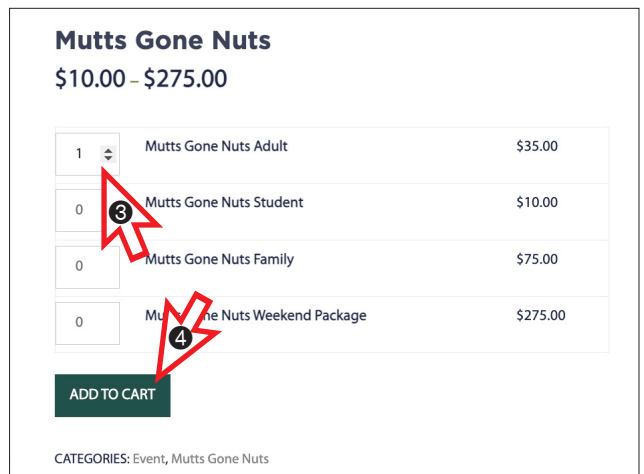 Mutts Gone Nuts
$10.00 – $275.00
1 Mutts Gone Nuts Adult $35.00
0 Mutts Gone Nuts Student $10.00
3
0 Mutts Gone Nuts Family $75.00
0 Gone Nuts Weekend Package $275.00
4
ADD TO CART
CATEGORIES: Event, Mutts Gone Nuts